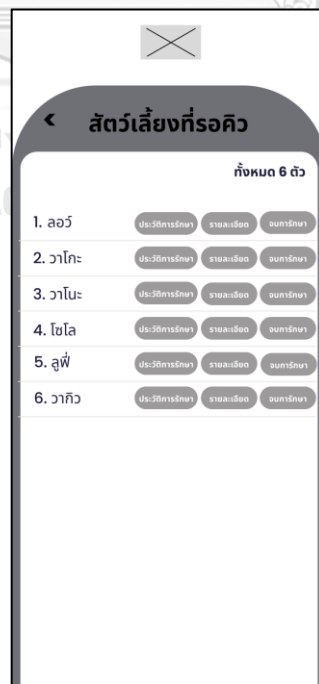 สัตว์เลี้ยงที่รอคิว
ทั้งหมด 6 ตัว
1. ลอว์ ประวัติการรักษา รายละเอียด จบการรักษา
2. วาโกะ ประวัติการรักษา รายละเอียด จบการรักษา
3. วาโนะ ประวัติการรักษา รายละเอียด จบการรักษา
4. โซโล ประวัติการรักษา รายละเอียด จบการรักษา
5. ลูฟี่ ประวัติการรักษา รายละเอียด จบการรักษา
6. วากิว ประวัติการรักษา รายละเอียด จบการรักษา